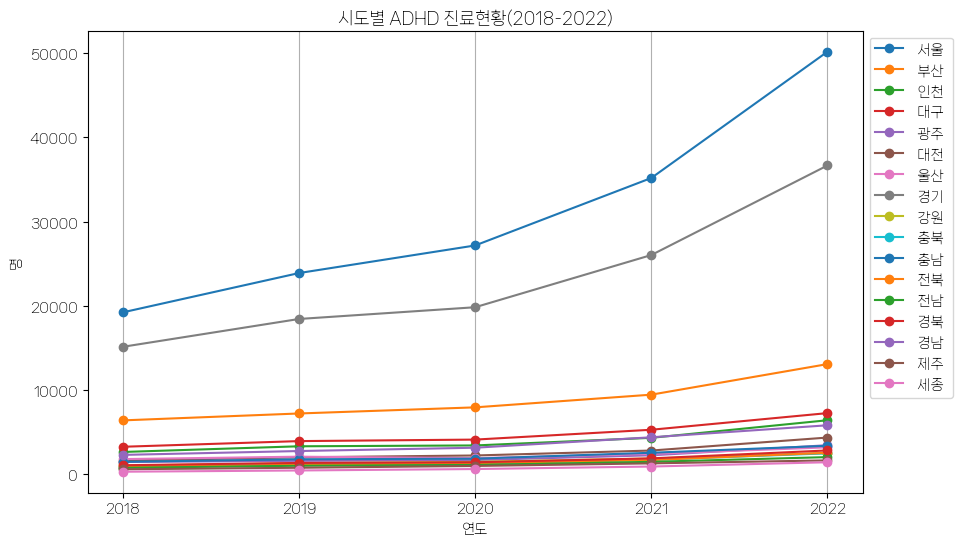 시도별 ADHD 진료현황(2018-2022)
50000
40000
30000
20000
10000
0
명
2018 2019 2020 2021 2022
연도
서울
부산
인천
대구
광주
대전
울산
경기
강원
충북
충남
전북
전남
경북
경남
제주
세종